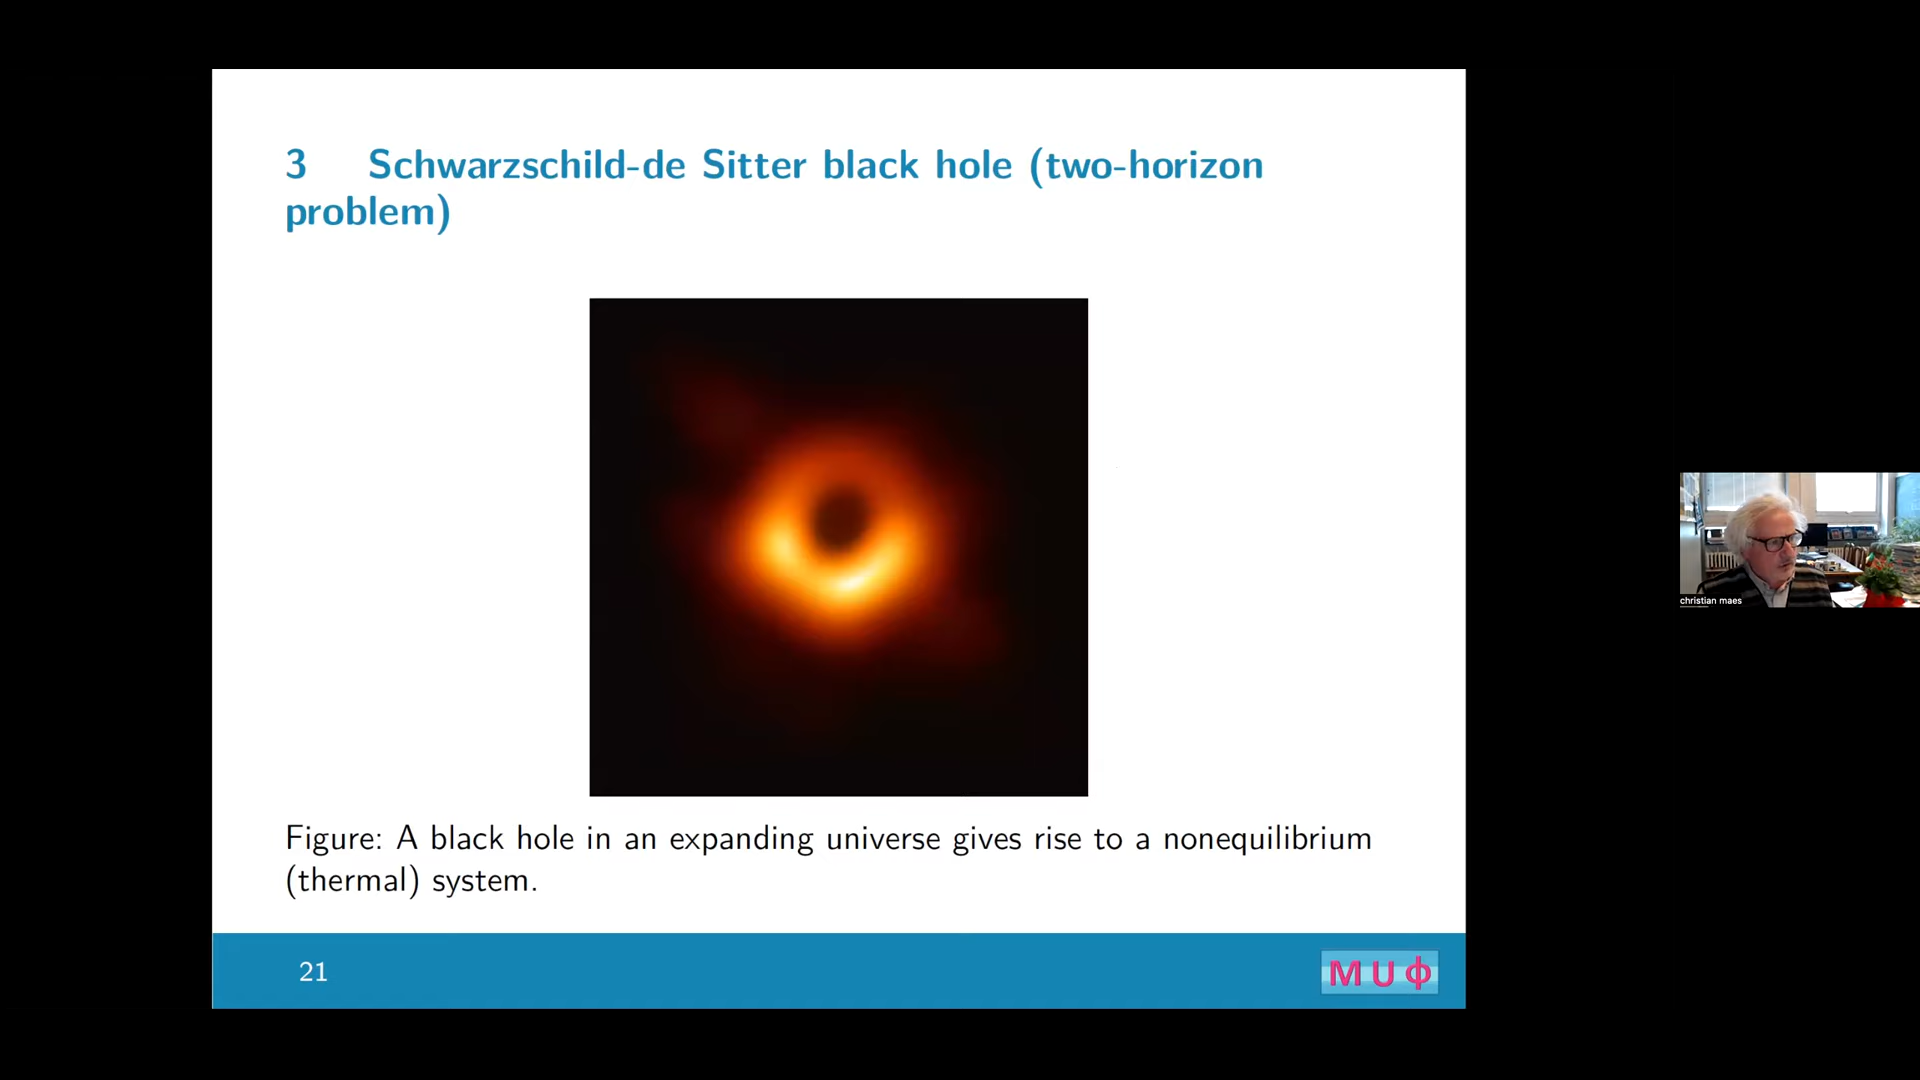 3 Schwarzschild-de Sitter black hole (two-horizon
problem)
Figure: A black hole in an expanding universe gives rise to a nonequilibrium
(thermal) system.
21
M U Φ
christian maes